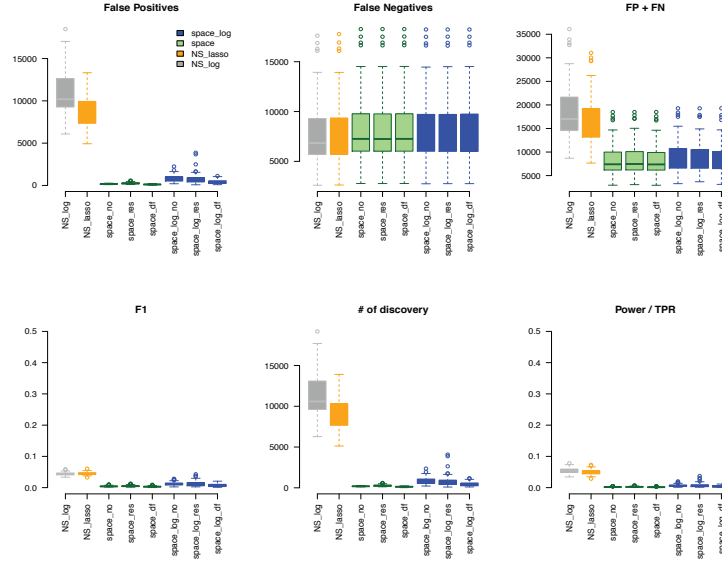 False Positives
15000
10000
5000
0
space_log
space
NS_lasso
NS_log
NS_log
NS_lasso
space_no
space_res
space_df
space_log_no
space_log_res
space_log_df
False Negatives
15000
10000
5000
NS_log
NS_lasso
space_no
space_res
space_df
space_log_no
space_log_res
space_log_df
FP + FN
35000
30000
25000
20000
15000
10000
5000
NS_log
NS_lasso
space_no
space_res
space_df
space_log_no
space_log_res
space_log_df
F1
0.5
0.4
0.3
0.2
0.1
0.0
NS_log
NS_lasso
space_no
space_res
space_df
space_log_no
space_log_res
space_log_df
# of discovery
15000
10000
5000
0
NS_log
NS_lasso
space_no
space_res
space_df
space_log_no
space_log_res
space_log_df
Power / TPR
0.5
0.4
0.3
0.2
0.1
0.0
NS_log
NS_lasso
space_no
space_res
space_df
space_log_no
space_log_res
space_log_df